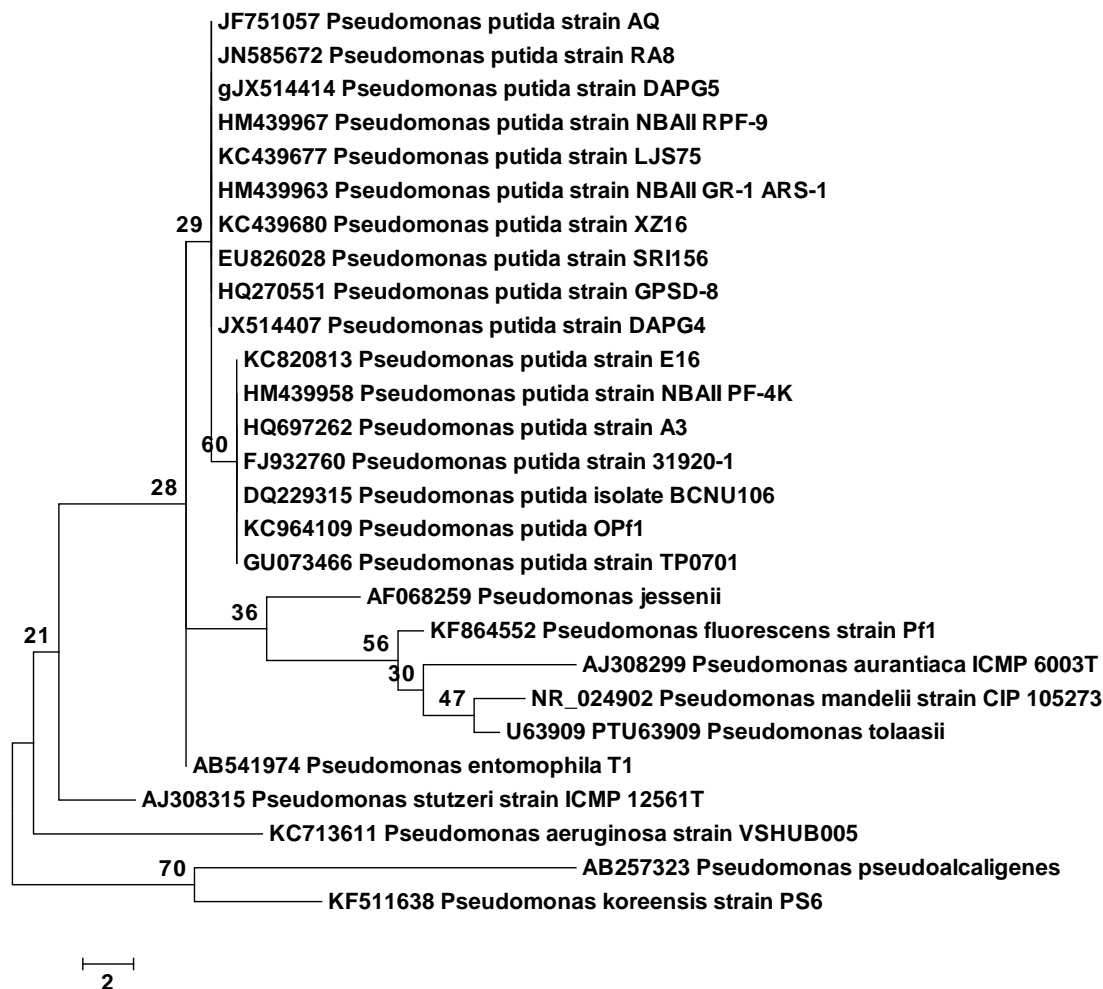 JF751057 Pseudomonas putida strain AQ
JN585672 Pseudomonas putida strain RA8
gJX514414 Pseudomonas putida strain DAPG5
HM439967 Pseudomonas putida strain NBAII RPF-9
KC439677 Pseudomonas putida strain LJS75
HM439963 Pseudomonas putida strain NBAII GR-1 ARS-1
29
KC439680 Pseudomonas putida strain XZ16
EU826028 Pseudomonas putida strain SRI156
HQ270551 Pseudomonas putida strain GPSD-8
JX514407 Pseudomonas putida strain DAPG4
KC820813 Pseudomonas putida strain E16
HM439958 Pseudomonas putida strain NBAII PF-4K
HQ697262 Pseudomonas putida strain A3
60
FJ932760 Pseudomonas putida strain 31920-1
28
DQ229315 Pseudomonas putida isolate BCNU106
KC964109 Pseudomonas putida OPf1
GU073466 Pseudomonas putida strain TP0701
AF068259 Pseudomonas jessenii
36
KF864552 Pseudomonas fluorescens strain Pf1
21
56
AJ308299 Pseudomonas aurantiaca ICMP 6003T
30
47
NR_024902 Pseudomonas mandelii strain CIP 105273
U63909 PTU63909 Pseudomonas tolaasii
AB541974 Pseudomonas entomophila T1
AJ308315 Pseudomonas stutzeri strain ICMP 12561T
KC713611 Pseudomonas aeruginosa strain VSHUB005
70
AB257323 Pseudomonas pseudoalcaligenes
KF511638 Pseudomonas koreensis strain PS6
2